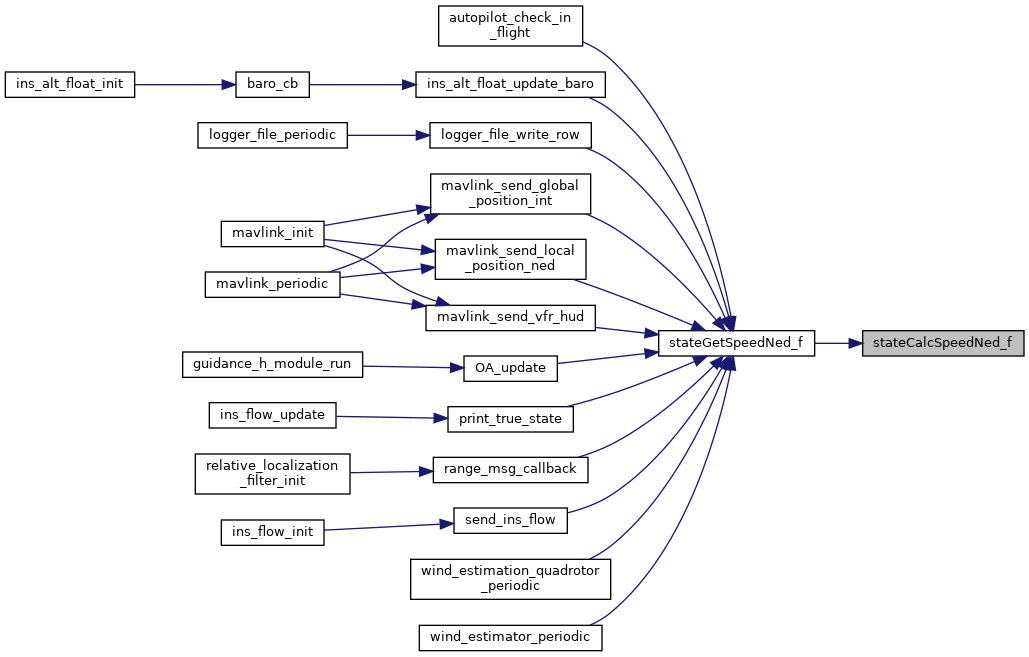 autopilot_check_in
_flight
ins_alt_float_init
baro_cb
ins_alt_float_update_baro
logger_file_periodic
logger_file_write_row
mavlink_send_global
_position_int
mavlink_init
mavlink_send_local
_position_ned
mavlink_periodic
mavlink_send_vfr_hud
stateGetSpeedNed_f
stateCalcSpeedNed_f
guidance_h_module_run
OA_update
ins_flow_update
print_true_state
relative_localization
_filter_init
range_msg_callback
ins_flow_init
send_ins_flow
wind_estimation_quadrotor
_periodic
wind_estimator_periodic